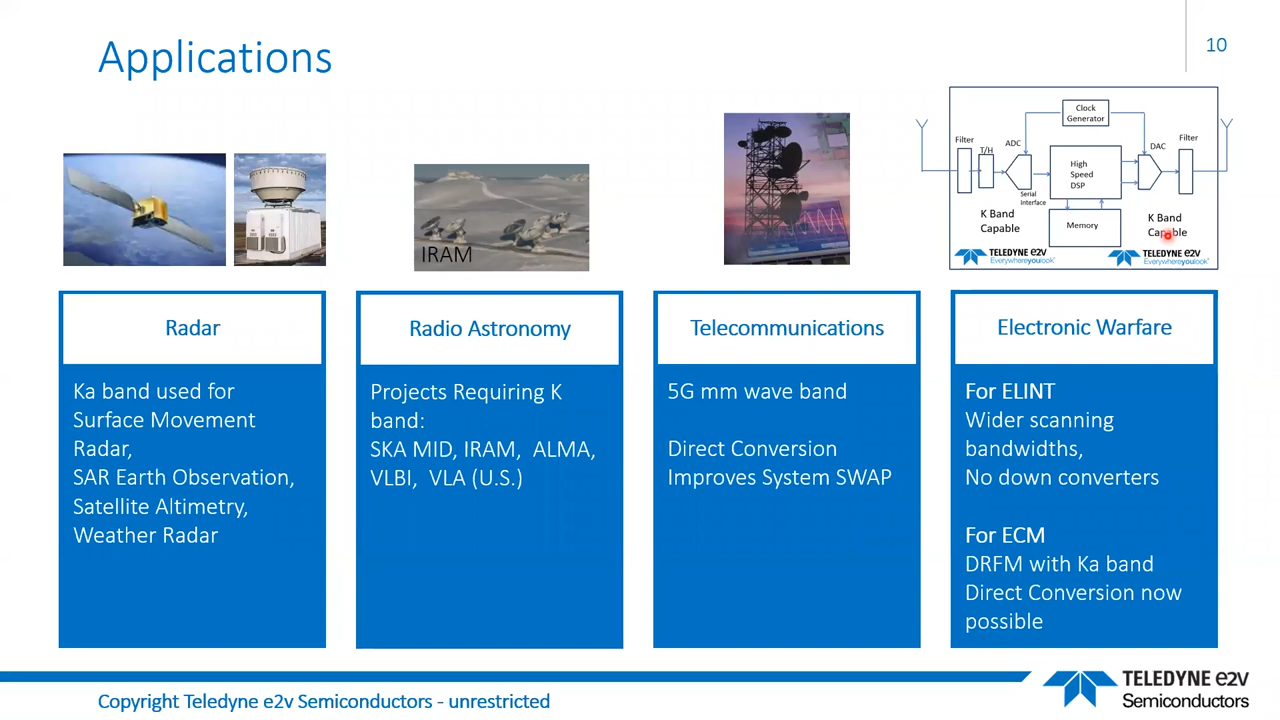 Applications
10
IRAM
Clock
Generator
Filter
T/H
ADC
High
Speed
DSP
DAC
Filter
Serial
Interface
K Band
Capable
Memory
K Band
Capable
TELEDYNE e2v
Everywhereyoulook
TELEDYNE e2v
Everywhereyoulook
Radar
Ka band used for
Surface Movement
Radar,
SAR Earth Observation,
Satellite Altimetry,
Weather Radar
Radio Astronomy
Projects Requiring K
band:
SKA MID, IRAM, ALMA,
VLBI, VLA (U.S.)
Telecommunications
5G mm wave band
Direct Conversion
Improves System SWAP
Electronic Warfare
For ELINT
Wider scanning
bandwidths,
No down converters
For ECM
DRFM with Ka band
Direct Conversion now
possible
Copyright Teledyne e2v Semiconductors - unrestricted
TELEDYNE e2v
Semiconductors